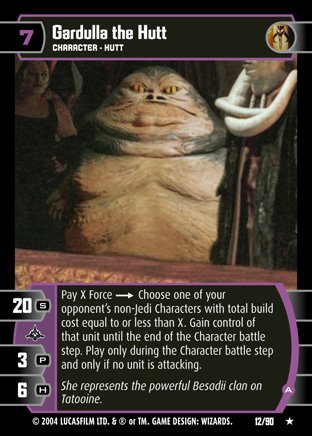 7
Gardulla the Hutt
CHARACTER • HUTT
20 S
3 P
6 H
Pay X Force → Choose one of your
opponent's non-Jedi Characters with total build
cost equal to or less than X. Gain control of
that unit until the end of the Character battle
step. Play only during the Character battle step
and only if no unit is attacking.
She represents the powerful Besadii clan on
Tatooine.
A
© 2004 LUCASFILM LTD. & ® or TM. GAME DESIGN: WIZARDS.
12/90 ★